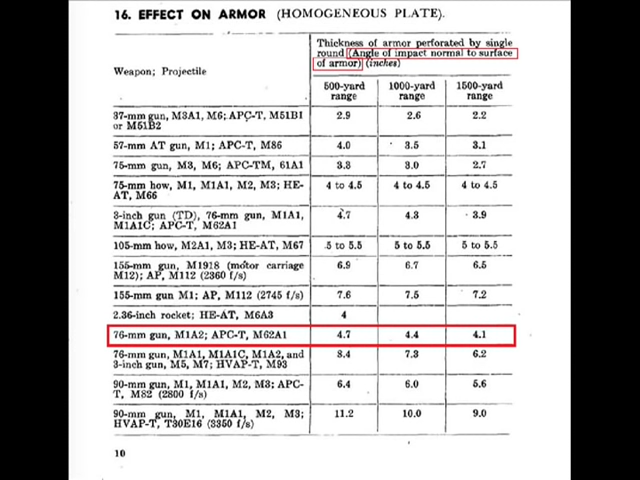 16. EFFECT ON ARMOR (HOMOGENEOUS PLATE).
Weapon; Projectile
Thickness of armor perforated by single
round (Angle of impact normal to surface
of armor) (inches)
500-yard range
1000-yard range
1500-yard range
37-mm gun, M3A1, M6; APC-T, M51B1
or M51B2
2.9 2.6 2.2
57-mm AT gun, M1; APC-T, M86 4.0 3.5 3.1
75-mm gun, M3, M6; APC-TM, 61A1 3.3 3.0 2.7
75-mm how, M1, M1A1, M2, M3; HE-
AT, M66
4 to 4.5 4 to 4.5 4 to 4.5
3-inch gun (TD), 76-mm gun, M1A1,
M1A1C; APC-T, M62A1
4.7 4.3 3.9
105-mm how, M2A1, M3; HE-AT, M67 5 to 5.5 5 to 5.5 5 to 5.5
155-mm gun, M1918 (motor carriage
M12); AP, M112 (2360 f/s)
6.9 6.7 6.5
155-mm gun M1; AP, M112 (2745 f/s) 7.6 7.5 7.2
2.36-inch rocket; HE-AT, M6A3 4
76-mm gun, M1A2; APC-T, M62A1 4.7 4.4 4.1
76-mm gun, M1A1, M1A1C, M1A2, and
3-inch gun, M5, M7; HVAP-T, M93
8.4 7.3 6.2
90-mm gun, M1, M1A1, M2, M3; APC-
T, M82 (2800 f/s)
6.4 6.0 5.6
90-mm gun, M1, M1A1, M2, M3;
HVAP-T, T30E16 (3350 f/s)
11.2 10.0 9.0
10